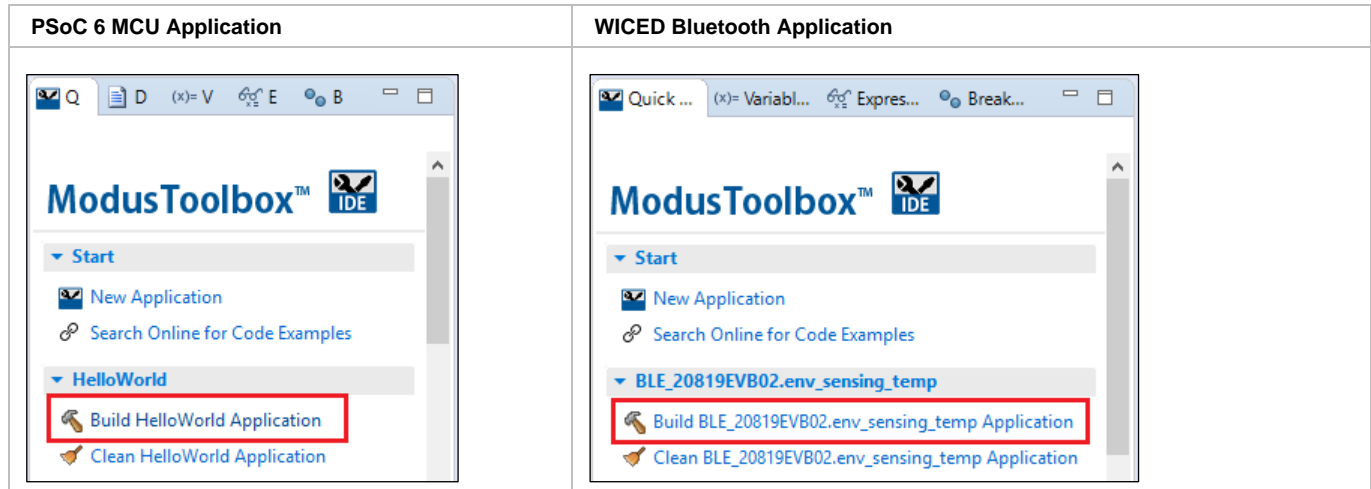 PSoC 6 MCU Application
WICED Bluetooth Application
Q D (x)= V E B
ModusToolbox™ IDE
Start
New Application
Search Online for Code Examples
HelloWorld
Build HelloWorld Application
Clean HelloWorld Application
Quick ... (x)= Variabl... Expres... Break...
ModusToolbox™ IDE
Start
New Application
Search Online for Code Examples
BLE_20819EVB02.env_sensing_temp
Build BLE_20819EVB02.env_sensing_temp Application
Clean BLE_20819EVB02.env_sensing_temp Application